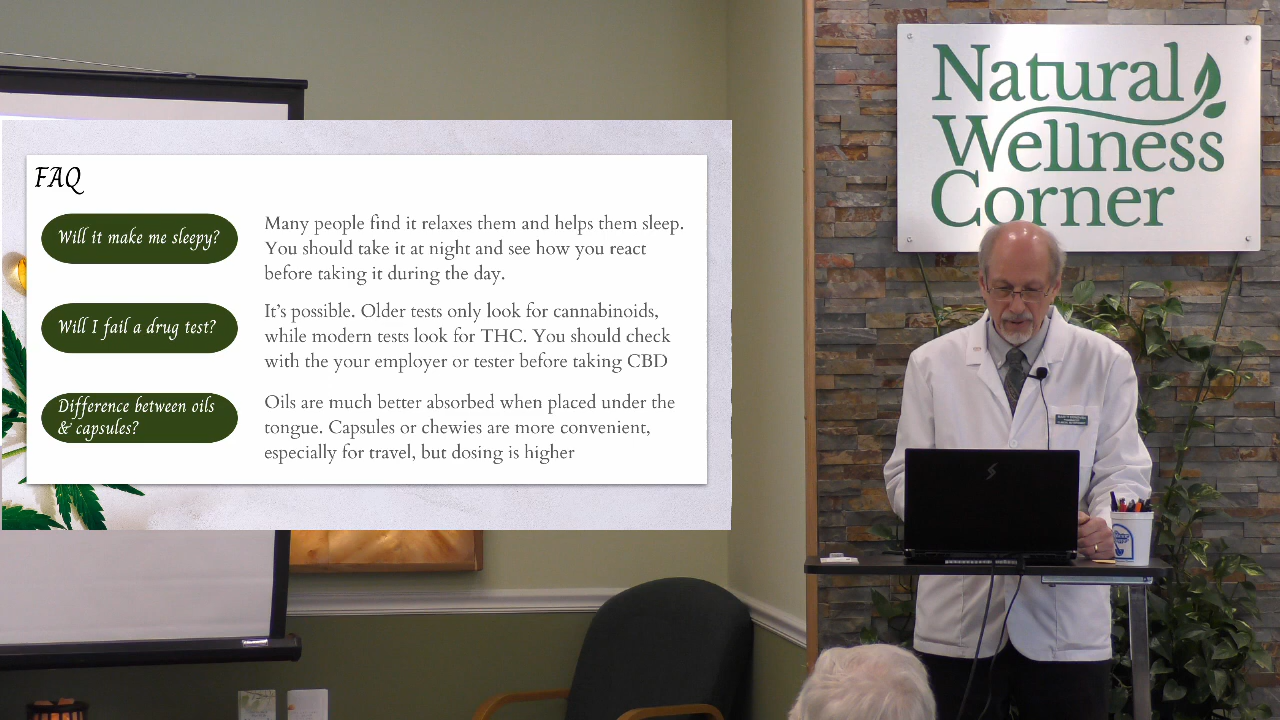 FAQ
Will it make me sleepy?
Many people find it relaxes them and helps them sleep.
You should take it at night and see how you react
before taking it during the day.
Will I fail a drug test?
It’s possible. Older tests only look for cannabinoids,
while modern tests look for THC. You should check
with the your employer or tester before taking CBD
Difference between oils
& capsules?
Oils are much better absorbed when placed under the
tongue. Capsules or chewies are more convenient,
especially for travel, but dosing is higher
Natural
Wellness
Corner